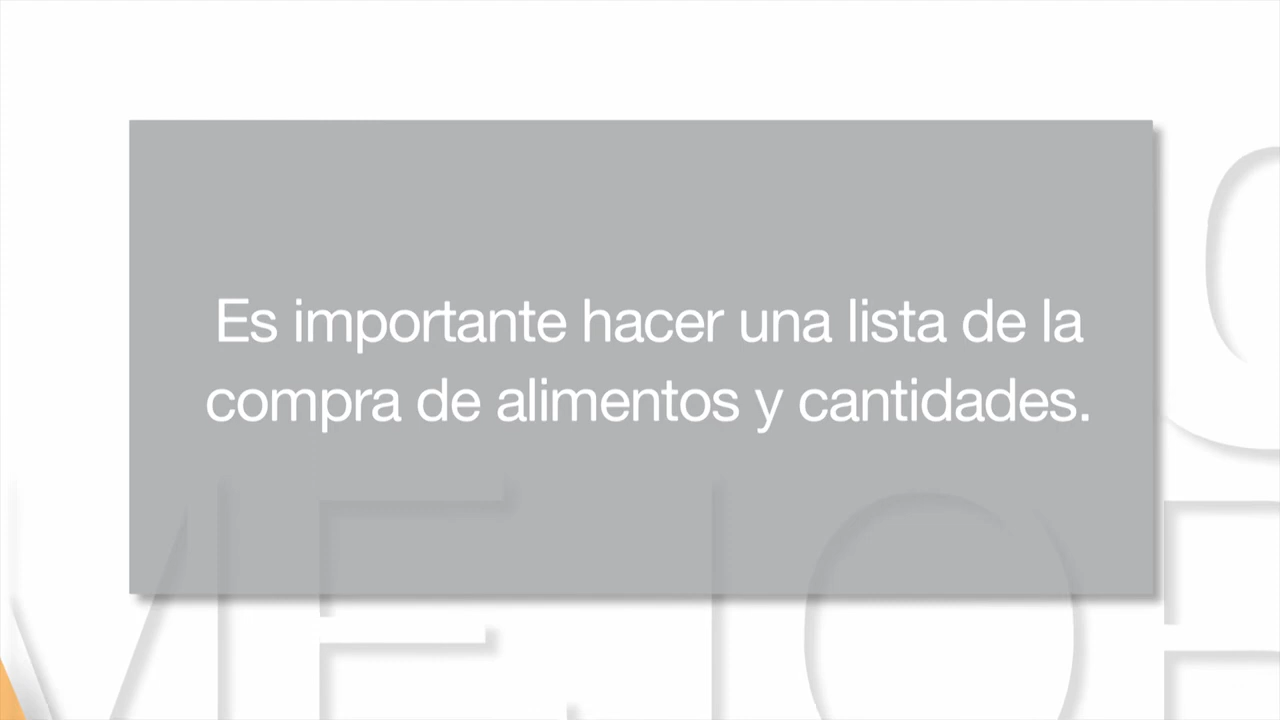 Es importante hacer una lista de la
compra de alimentos y cantidades.